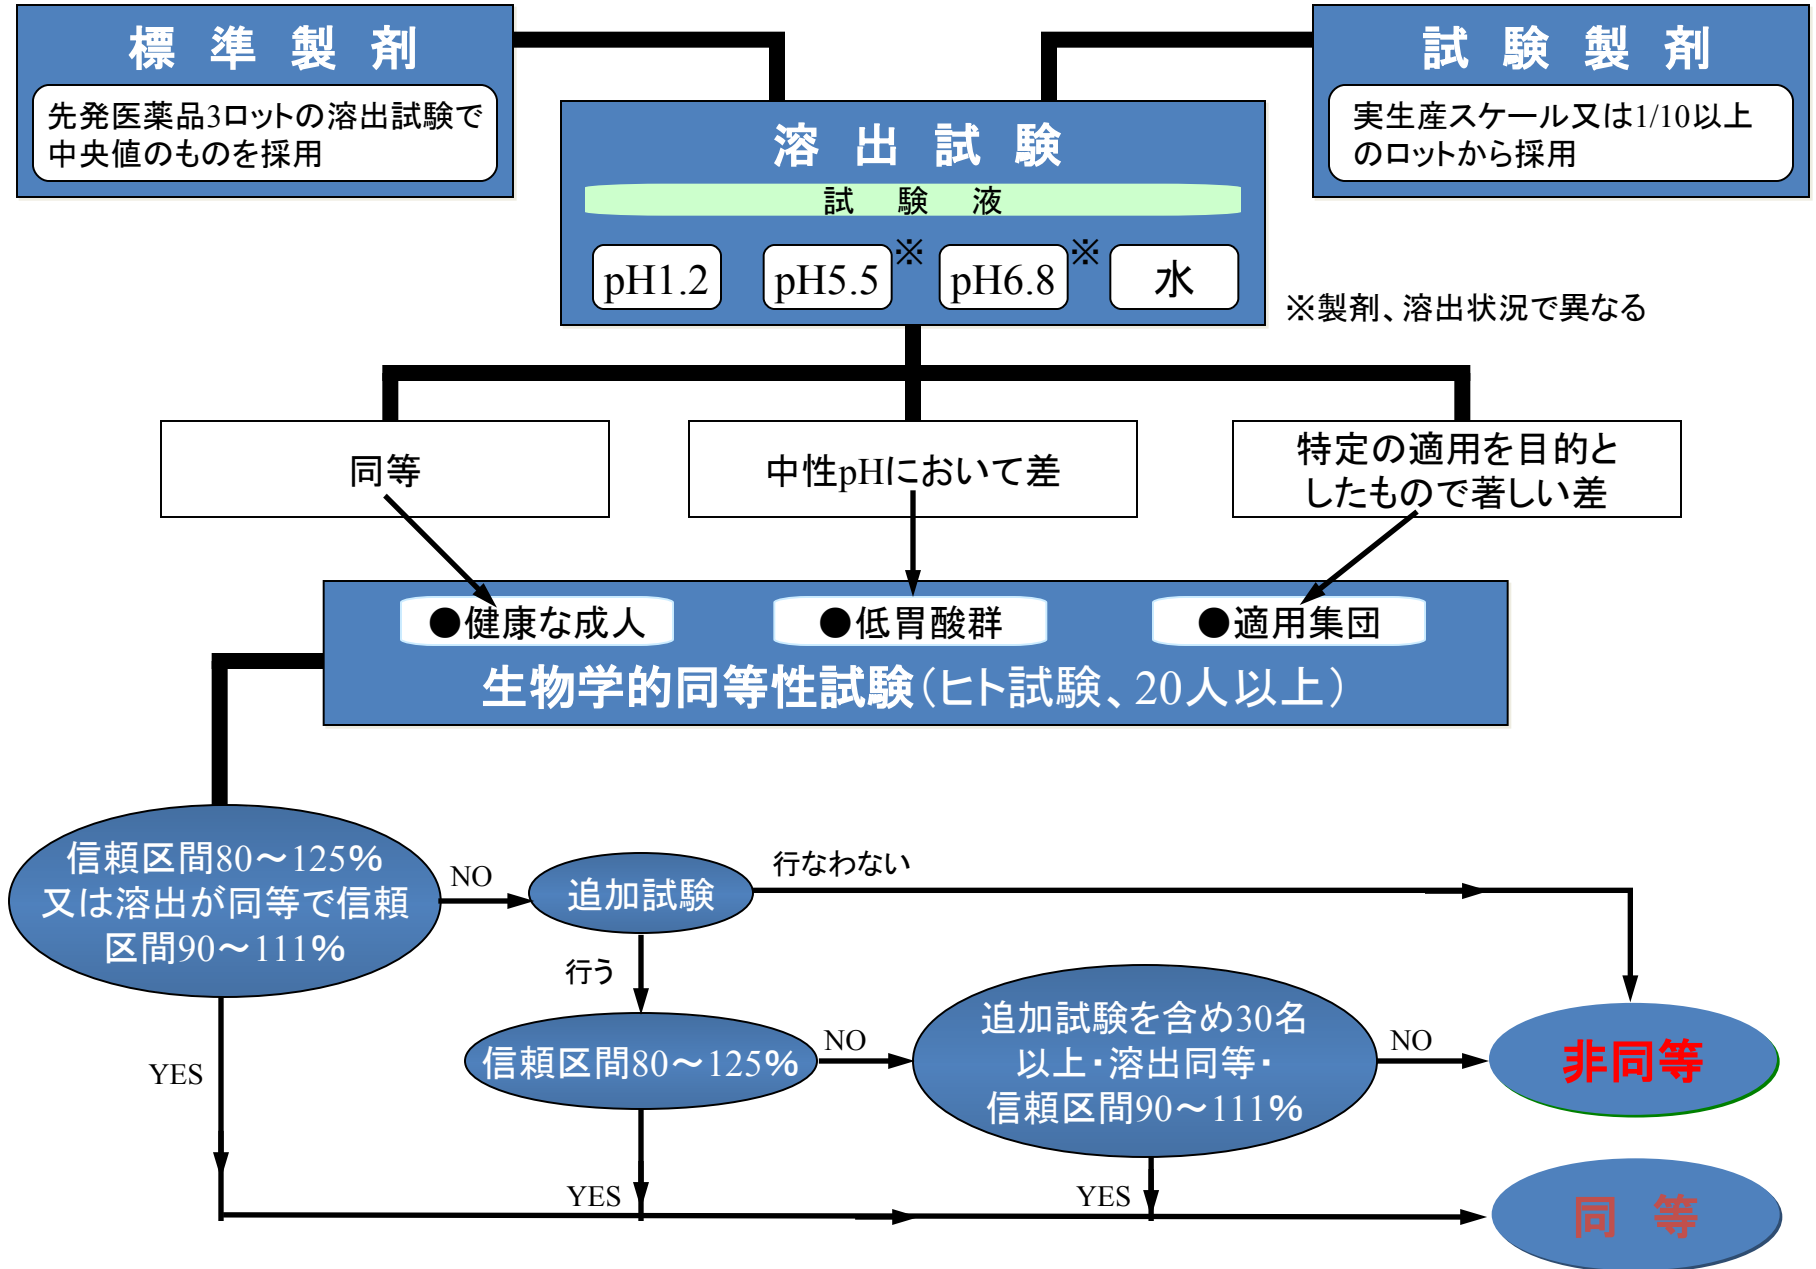 標準製剤
先発医薬品3ロットの溶出試験で
中央値のものを採用
試験製剤
実生産スケール又は1/10以上
のロットから採用
溶出試験
試験液
pH1.2
pH5.5
※
pH6.8
※
水
※製剤、溶出状況で異なる
同等
中性pHにおいて差
特定の適用を目的と
したもので著しい差
●健康な成人
●低胃酸群
●適用集団
生物学的同等性試験(ヒト試験、20人以上)
信頼区間80～125%
又は溶出が同等で信頼
区間90～111%
NO
追加試験
行なわない
行う
YES
信頼区間80～125%
NO
追加試験を含め30名
以上・溶出同等・
信頼区間90～111%
NO
非同等
YES
YES
同等